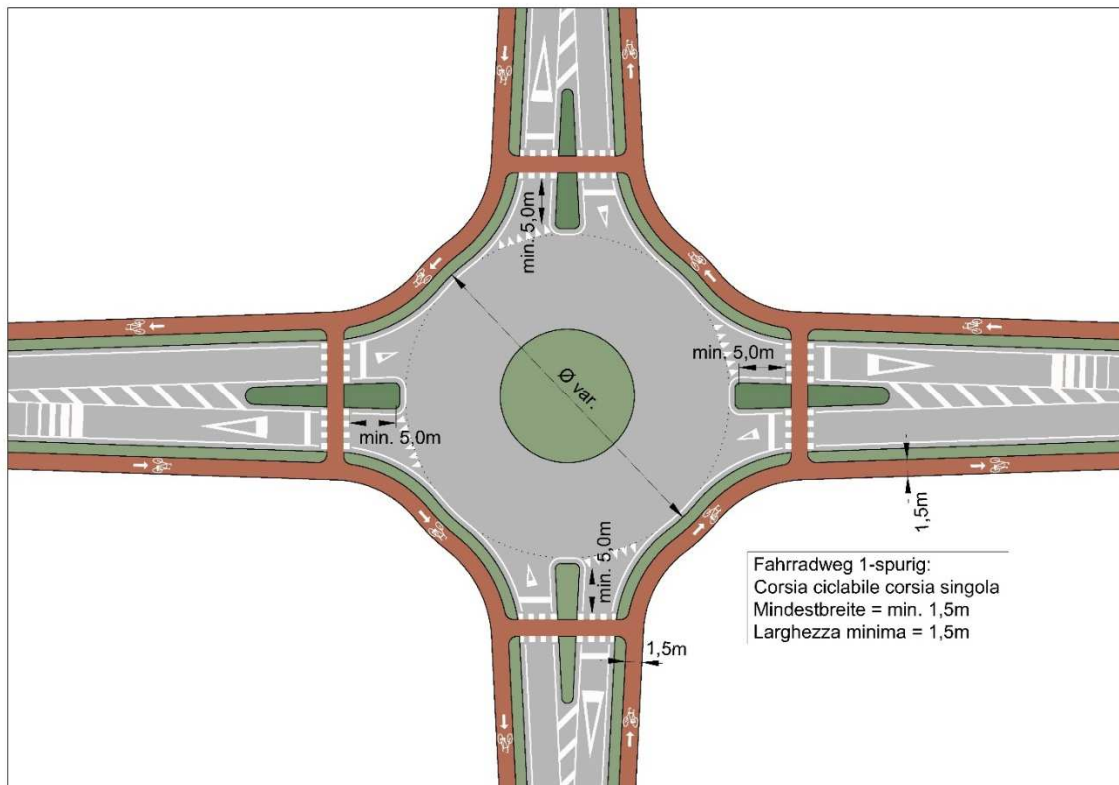 min. 5,0m
min. 5,0m
Ø var.
min. 5,0m
1,5m
min. 5,0m
Fahrradweg 1-spurig:
Corsia ciclabile corsia singola
Mindestbreite = min. 1,5m
Larghezza minima = 1,5m
1,5m